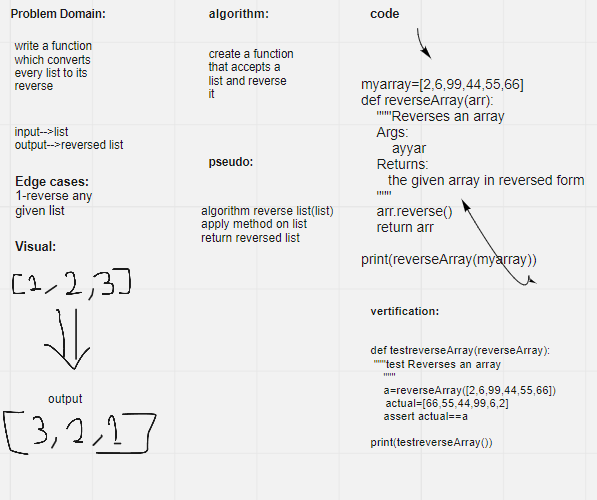 Problem Domain:
write a function
which converts
every list to its
reverse
input-->list
output-->reversed list
Edge cases:
1-reverse any
given list
Visual:
[1,2,3]
output
[3,2,1]
algorithm:
create a function
that accepts a
list and reverse
it
pseudo:
algorithm reverse list(list)
apply method on list
return reversed list
code
myarray=[2,6,99,44,55,66]
def reverseArray(arr):
"""Reverses an array
Args:
ayyar
Returns:
the given array in reversed form
"""
arr.reverse()
return arr
print(reverseArray(myarray))
vertification:
def testreverseArray(reverseArray):
"""test Reverses an array
"""
a=reverseArray([2,6,99,44,55,66])
actual=[66,55,44,99,6,2]
assert actual==a
print(testreverseArray())